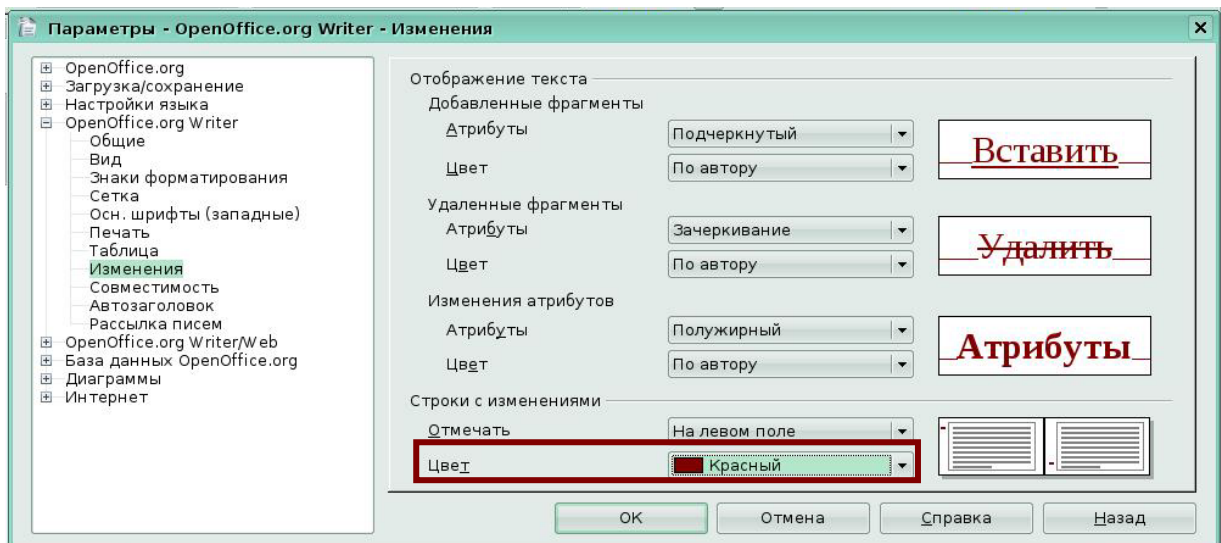 Параметры - OpenOffice.org Writer - Изменения
OpenOffice.org
Загрузка/сохранение
Настройки языка
OpenOffice.org Writer
Общие
Вид
Знаки форматирования
Сетка
Осн. шрифты (западные)
Печать
Таблица
Изменения
Совместимость
Автозаголовок
Рассылка писем
OpenOffice.org Writer/Web
База данных OpenOffice.org
Диаграммы
Интернет
Отображение текста
Добавленные фрагменты
Атрибуты Подчеркнутый
Вставить
Цвет По автору
Удаленные фрагменты
Атрибуты Зачеркивание
Удалить
Цвет По автору
Изменения атрибутов
Атрибуты Полужирный
Атрибуты
Цвет По автору
Строки с изменениями
Отмечать На левом поле
Цвет Красный
OK Отмена Справка Назад